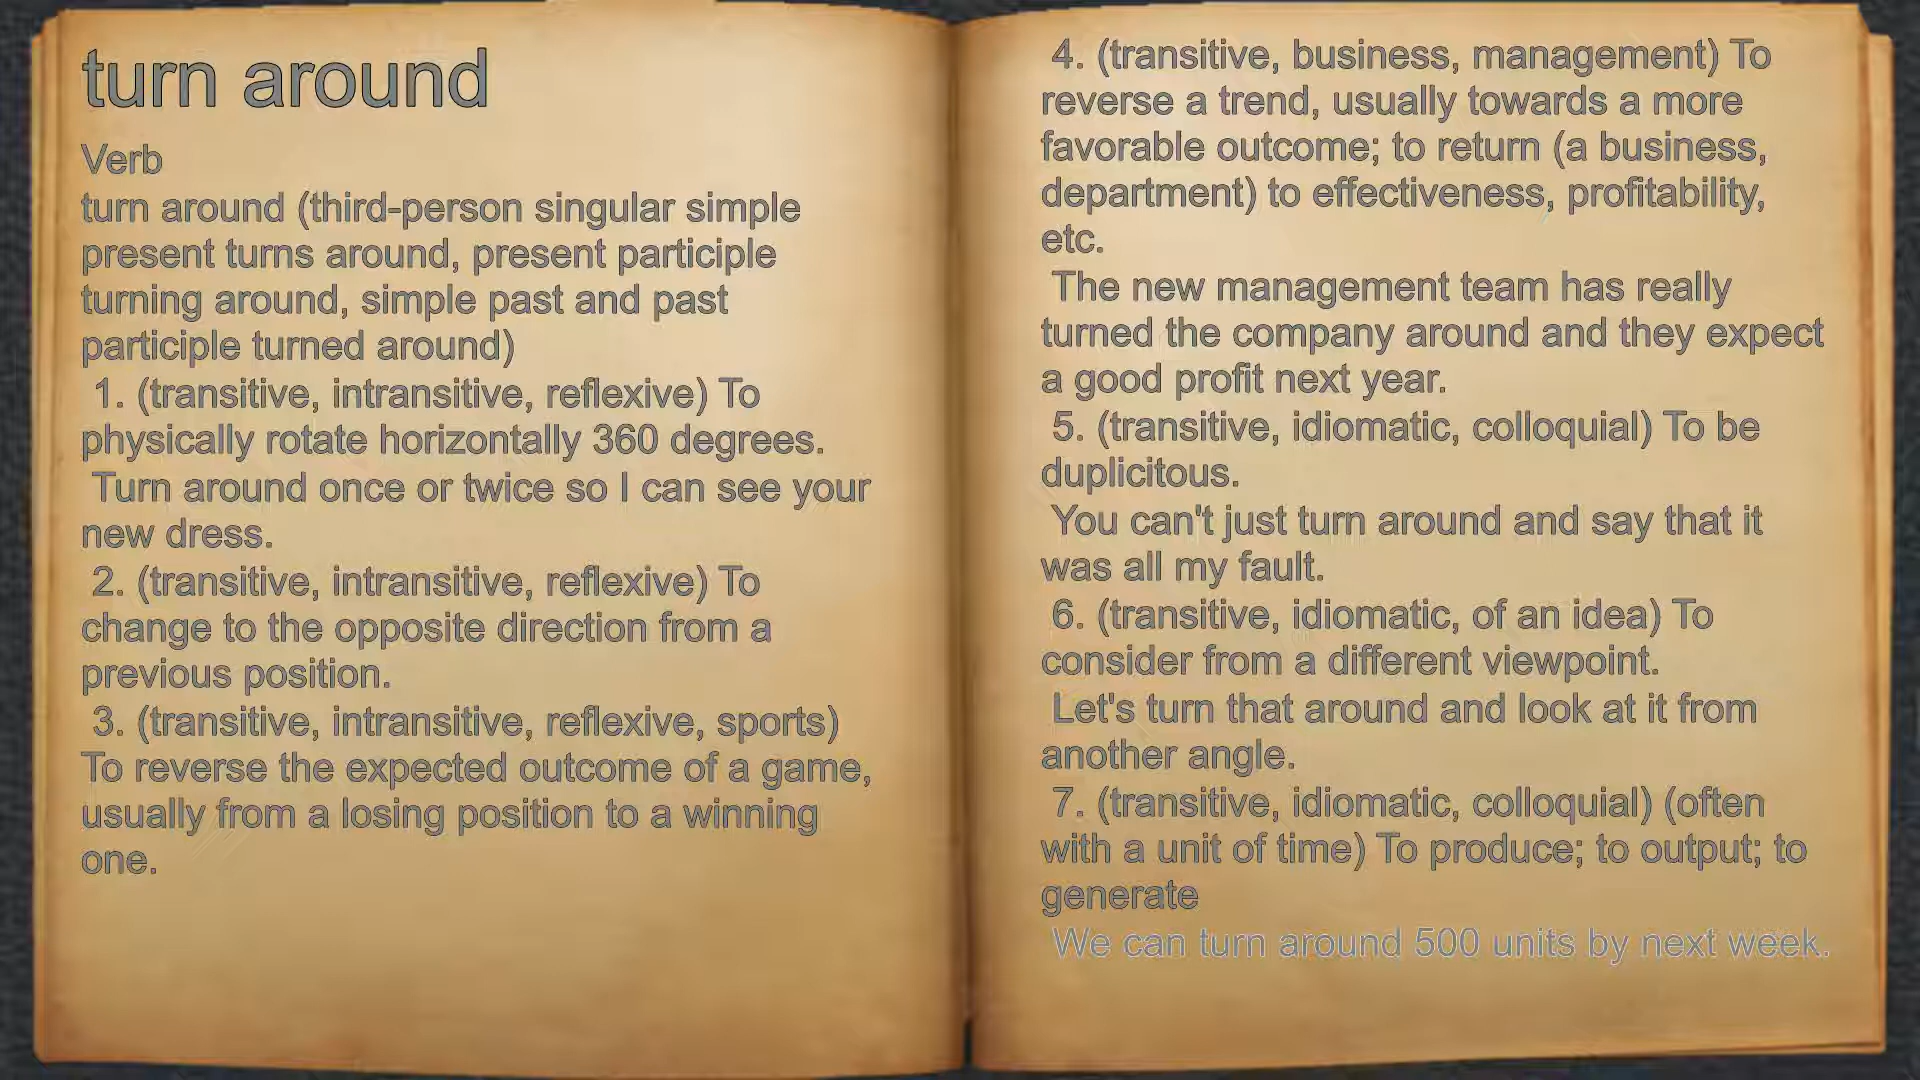 turn around
Verb
turn around (third-person singular simple
present turns around, present participle
turning around, simple past and past
participle turned around)
1. (transitive, intransitive, reflexive) To
physically rotate horizontally 360 degrees.
Turn around once or twice so I can see your
new dress.
2. (transitive, intransitive, reflexive) To
change to the opposite direction from a
previous position.
3. (transitive, intransitive, reflexive, sports)
To reverse the expected outcome of a game,
usually from a losing position to a winning
one.
4. (transitive, business, management) To
reverse a trend, usually towards a more
favorable outcome; to return (a business,
department) to effectiveness, profitability,
etc.
The new management team has really
turned the company around and they expect
a good profit next year.
5. (transitive, idiomatic, colloquial) To be
duplicitous.
You can't just turn around and say that it
was all my fault.
6. (transitive, idiomatic, of an idea) To
consider from a different viewpoint.
Let's turn that around and look at it from
another angle.
7. (transitive, idiomatic, colloquial) (often
with a unit of time) To produce; to output; to
generate
We can turn around 500 units by next week.